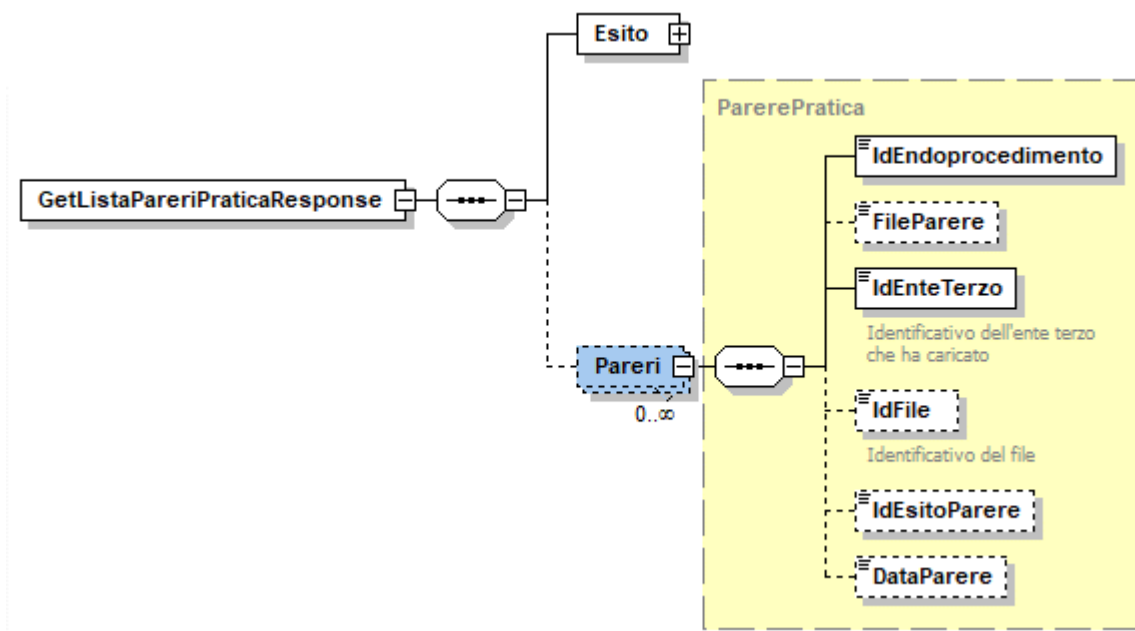 Esito
ParerePratica
IdEndoprocedimento
GetListaPareriPraticaResponse
FileParere
IdEnteTerzo
Identificativo dell'ente terzo
che ha caricato
Pareri
0..∞
IdFile
Identificativo del file
IdEsitoParere
DataParere